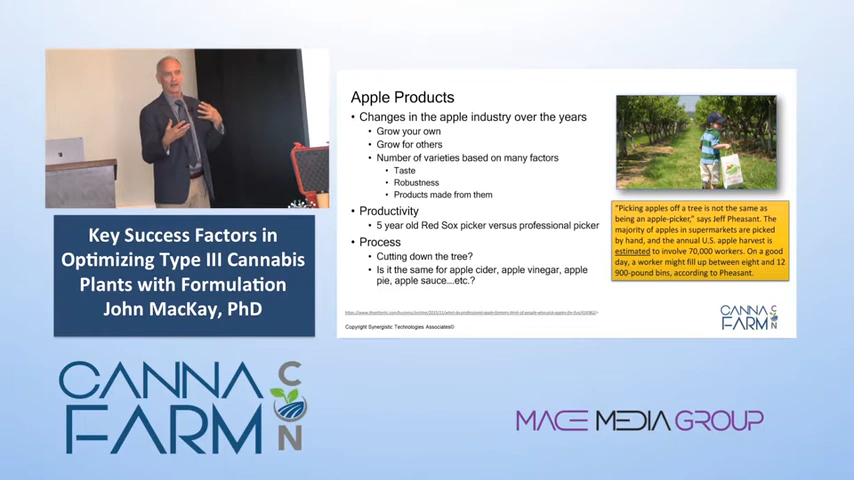 Key Success Factors in
Optimizing Type III Cannabis
Plants with Formulation
John MacKay, PhD
CANNA
FARM
CON
Apple Products
• Changes in the apple industry over the years
• Grow your own
• Grow for others
• Number of varieties based on many factors
• Taste
• Robustness
• Products made from them
• Productivity
• 5 year old Red Sox picker versus professional picker
• Process
• Cutting down the tree?
• Is it the same for apple cider, apple vinegar, apple
pie, apple sauce...etc.?
Copyright Synergistic Technologies Associates©
"Picking apples off a tree is not the same as
being an apple-picker," says Jeff Pheasant. The
majority of apples in supermarkets are picked
by hand, and the annual U.S. apple harvest is
estimated to involve 70,000 workers. On a good
day, a worker might fill up between eight and 12
900-pound bins, according to Pheasant.
CANNA
FARM
CON
MACE MEDIA GROUP